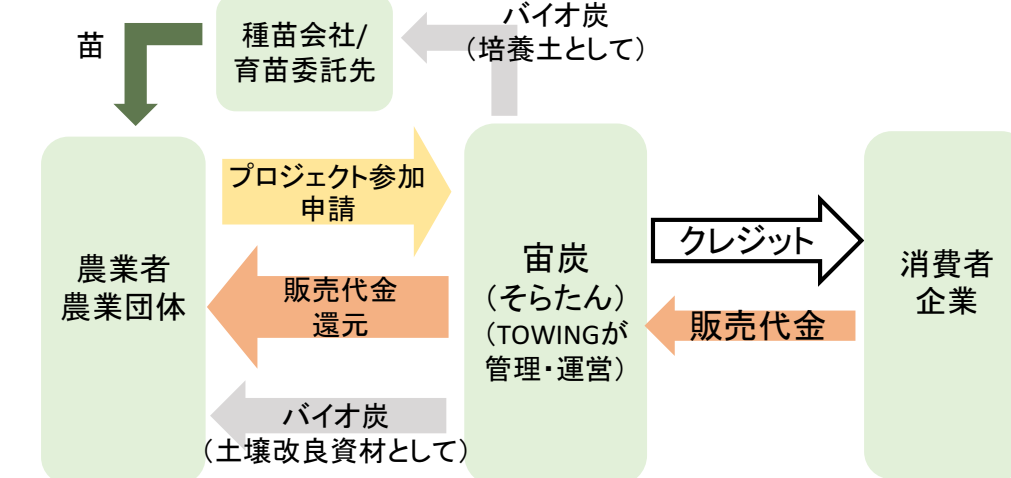 バイオ炭
（培養土として）
苗
種苗会社/
育苗委託先
プロジェクト参加
申請
農業者
農業団体
販売代金
還元
バイオ炭
（土壌改良資材として）
宙炭
（そらたん）
（TOWINGが
管理・運営）
クレジット
販売代金
消費者
企業